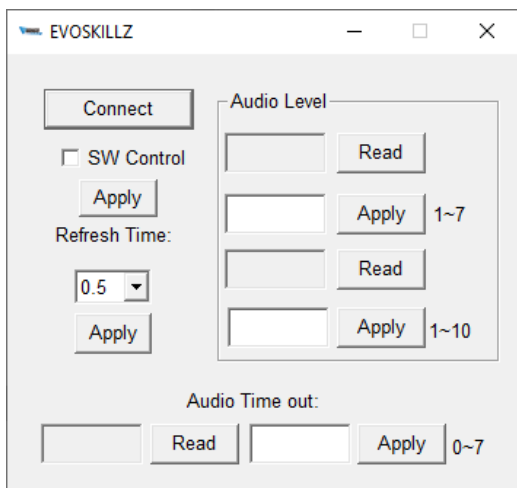 EVOSKILLZ
Connect
SW Control
Apply
Refresh Time:
0.5
Apply
Audio Level
Read
Apply 1~7
Read
Apply 1~10
Audio Time out:
Read Apply 0~7